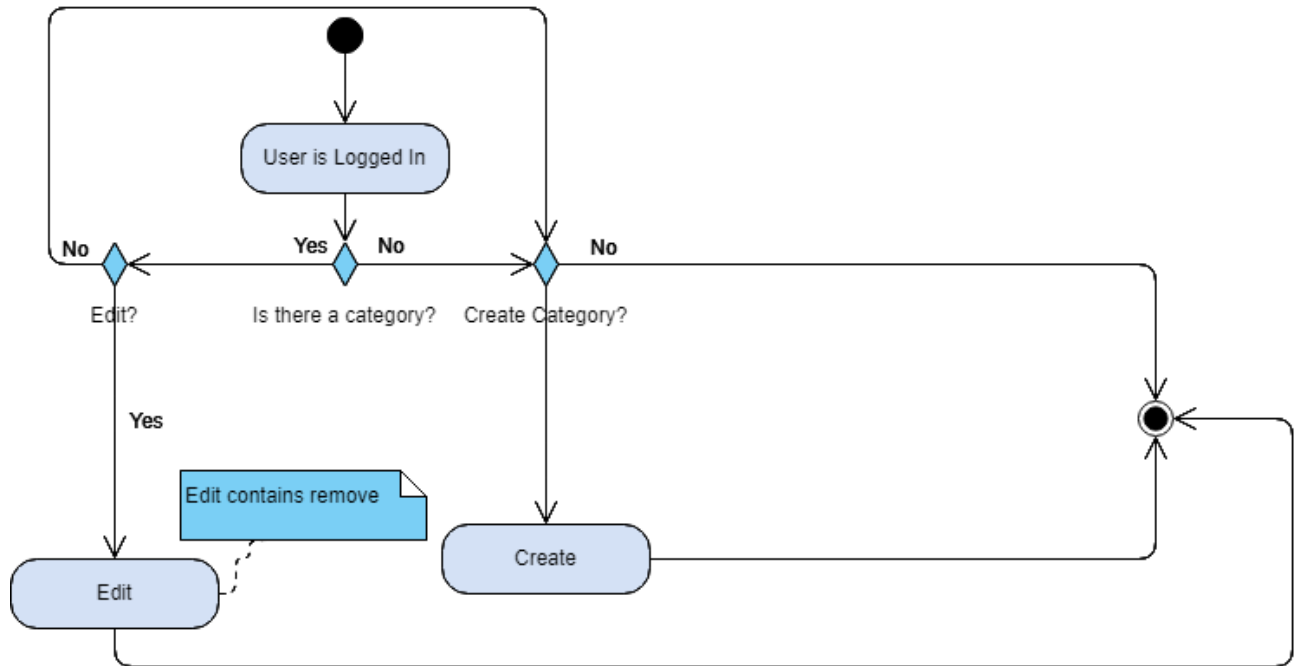 User is Logged In
No
Yes
No
No
Edit?
Is there a category?
Create Category?
Yes
Edit contains remove
Create
Edit